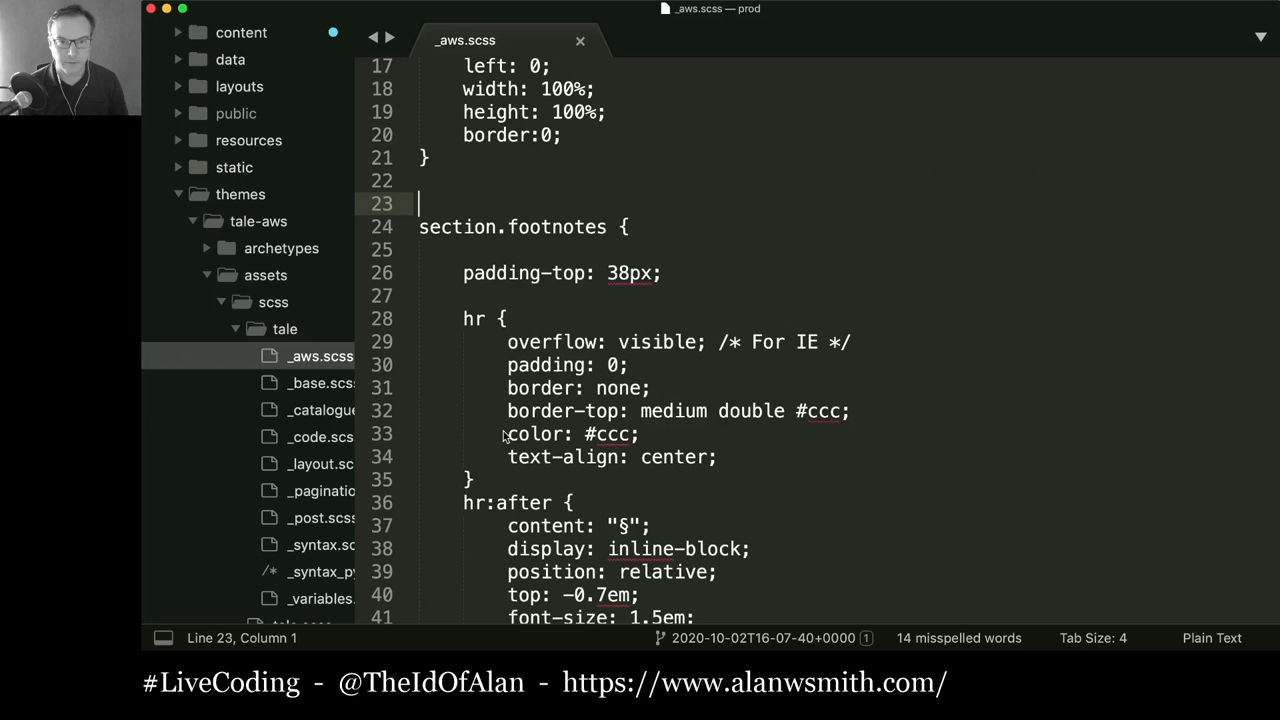 _aws.scss — prod
content
data
layouts
public
resources
static
themes
tale-aws
archetypes
assets
scss
tale
_aws.scss
_base.scss
_catalogue
_code.scs
_layout.sc
_paginatio
_post.scss
_syntax.sc
/* _syntax_py
_variables.
_aws.scss
17 left: 0;
18 width: 100%;
19 height: 100%;
20 border:0;
21 }
22
23
24 section.footnotes {
25
26 padding-top: 38px;
27
28 hr {
29 overflow: visible; /* For IE */
30 padding: 0;
31 border: none;
32 border-top: medium double #ccc;
33 color: #ccc;
34 text-align: center;
35 }
36 hr:after {
37 content: "§";
38 display: inline-block;
39 position: relative;
40 top: -0.7em;
41 font-size: 1.5em;
Line 23, Column 1
2020-10-02T16-07-40+0000 1
14 misspelled words
Tab Size: 4
Plain Text
#LiveCoding - @TheIdOfAlan - https://www.alanwsmith.com/